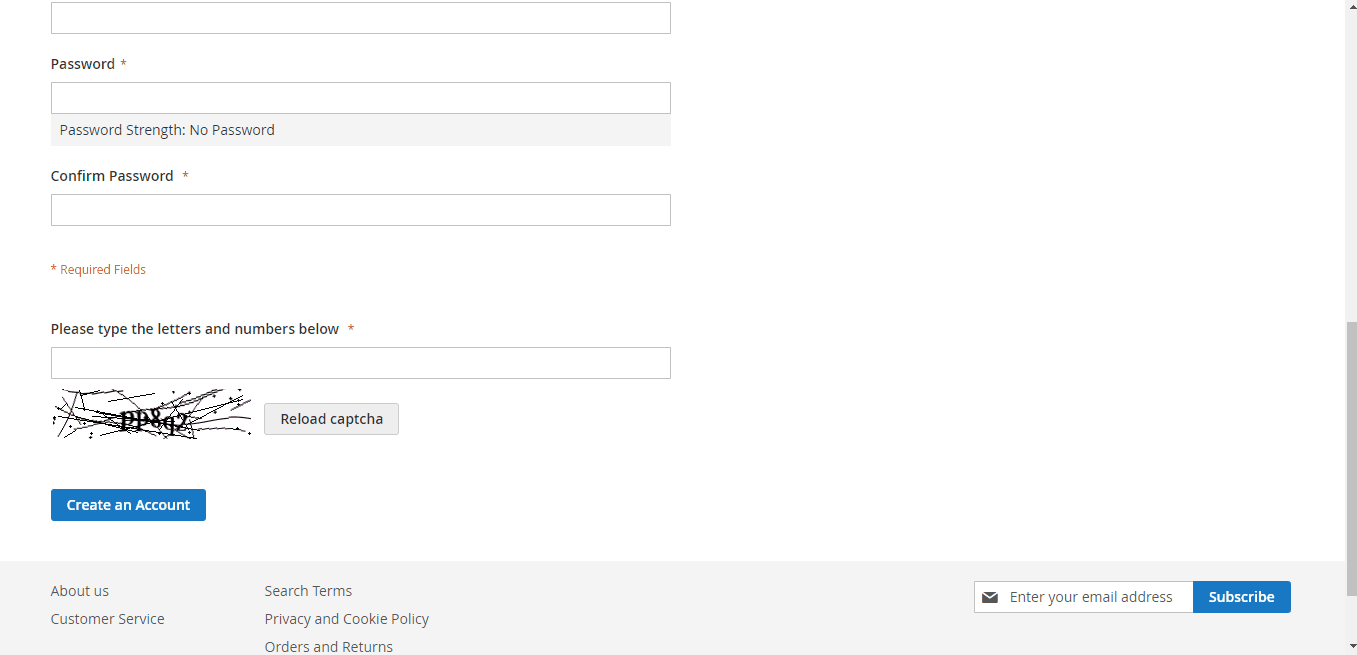 Password *
Password Strength: No Password
Confirm Password *
* Required Fields
Please type the letters and numbers below *
Reload captcha
Create an Account
About us
Customer Service
Search Terms
Privacy and Cookie Policy
Orders and Returns
Enter your email address
Subscribe